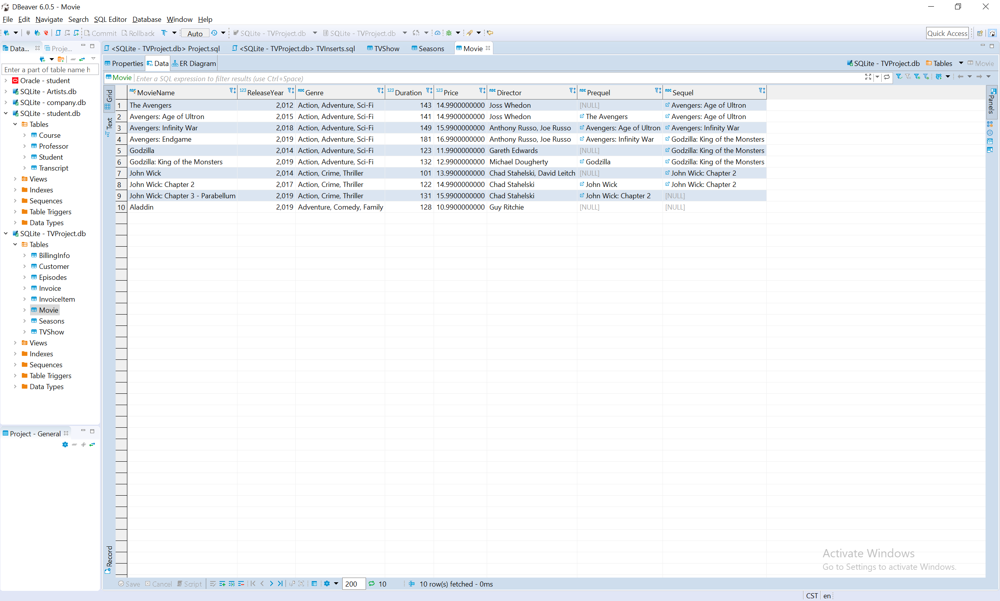 DBeaver 6.0.5 - Movie
File Edit Navigate Search SQL Editor Database Window Help
Commit Rollback Auto SQLite - TVProject.db SQLite - TVProject.db Quick Access
Data... Proje...
<SQLite - TVProject.db> Project.sql <SQLite - TVProject.db> TVInserts.sql TVShow Seasons Movie
Enter a part of table name h
Oracle - student
SQLite - Artists.db
SQLite - company.db
SQLite - student.db
Tables
Course
Professor
Student
Transcript
Views
Indexes
Sequences
Table Triggers
Data Types
SQLite - TVProject.db
Tables
BillingInfo
Customer
Episodes
Invoice
InvoiceItem
Movie
Seasons
TVShow
Views
Indexes
Sequences
Table Triggers
Data Types
Project - General
Properties Data ER Diagram SQLite - TVProject.db Tables Movie
Movie Enter a SQL expression to filter results (use Ctrl+Space)
Grid
Text
Record
Panels
ABC MovieName 123 ReleaseYear ABC Genre 123 Duration 123 Price ABC Director ABC Prequel ABC Sequel
1 The Avengers 2,012 Action, Adventure, Sci-Fi 143 14.9900000000 Joss Whedon [NULL] Avengers: Age of Ultron
2 Avengers: Age of Ultron 2,015 Action, Adventure, Sci-Fi 141 14.9900000000 Joss Whedon The Avengers Avengers: Age of Ultron
3 Avengers: Infinity War 2,018 Action, Adventure, Sci-Fi 149 15.9900000000 Anthony Russo, Joe Russo Avengers: Age of Ultron Avengers: Infinity War
4 Avengers: Endgame 2,019 Action, Adventure, Sci-Fi 181 16.9900000000 Anthony Russo, Joe Russo Avengers: Infinity War Godzilla: King of the Monsters
5 Godzilla 2,014 Action, Adventure, Sci-Fi 123 11.9900000000 Gareth Edwards [NULL] Godzilla: King of the Monsters
6 Godzilla: King of the Monsters 2,019 Action, Adventure, Sci-Fi 132 12.9900000000 Michael Dougherty Godzilla Godzilla: King of the Monsters
7 John Wick 2,014 Action, Crime, Thriller 101 13.9900000000 Chad Stahelski, David Leitch [NULL] John Wick: Chapter 2
8 John Wick: Chapter 2 2,017 Action, Crime, Thriller 122 14.9900000000 Chad Stahelski John Wick John Wick: Chapter 2
9 John Wick: Chapter 3 - Parabellum 2,019 Action, Crime, Thriller 131 15.9900000000 Chad Stahelski John Wick: Chapter 2 [NULL]
10 Aladdin 2,019 Adventure, Comedy, Family 128 10.9900000000 Guy Ritchie [NULL] [NULL]
Activate Windows
Go to Settings to activate Windows.
Save Cancel Script 200 10 10 row(s) fetched - 0ms
CST en